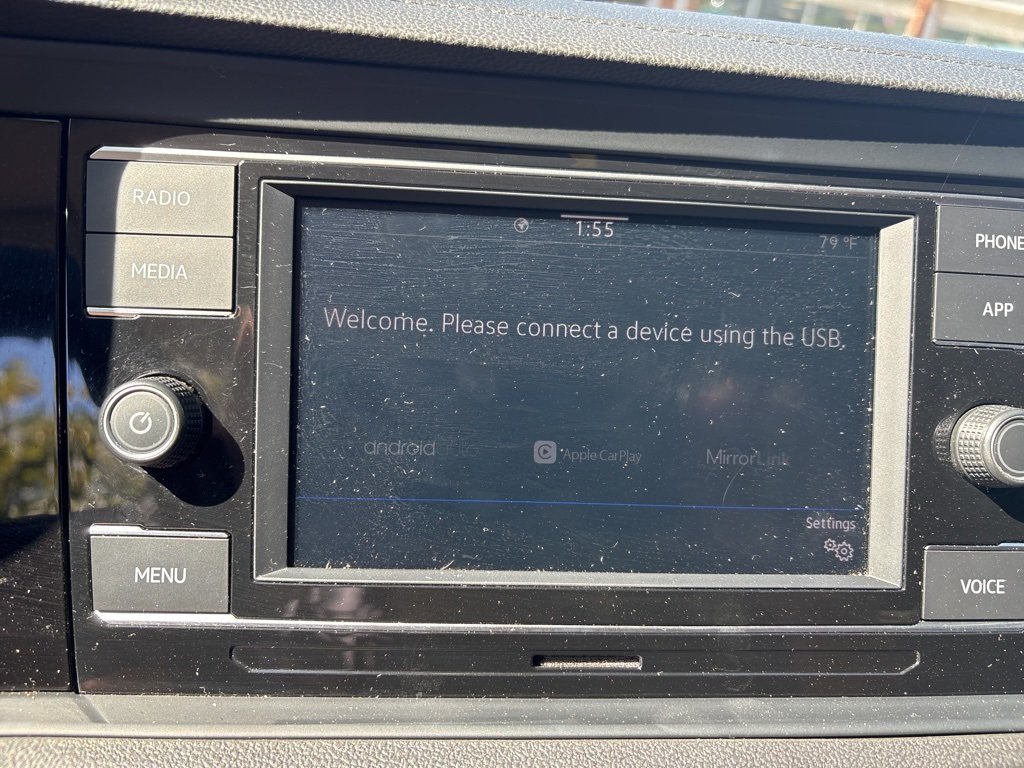 RADIO
MEDIA
1:55
79 °F
PHONE
APP
Welcome. Please connect a device using the USB.
android auto
Apple CarPlay
MirrorLink
Settings
MENU
VOICE